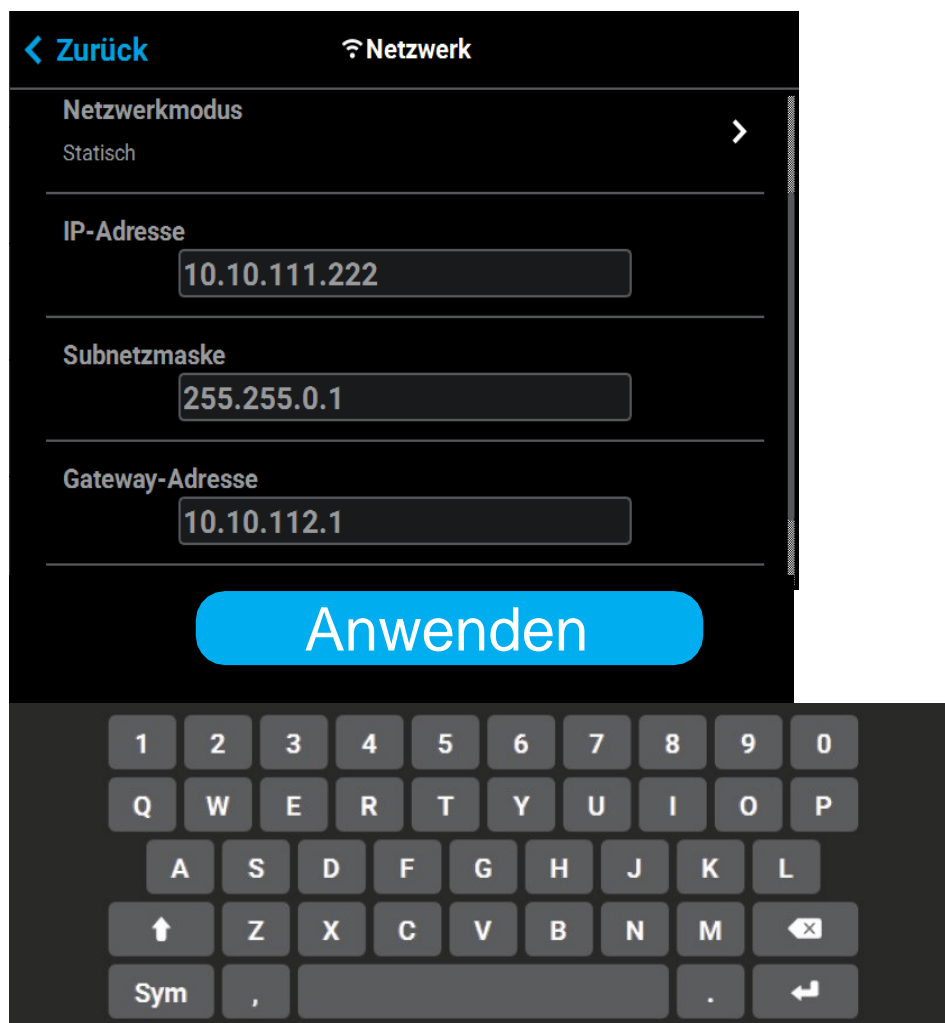 Zurück Netzwerk
Netzwerkmodus
Statisch
IP-Adresse
10.10.111.222
Subnetzmaske
255.255.0.1
Gateway-Adresse
10.10.112.1
Anwenden
1 2 3 4 5 6 7 8 9 0
Q W E R T Y U I O P
A S D F G H J K L
Z X C V B N M
Sym , .